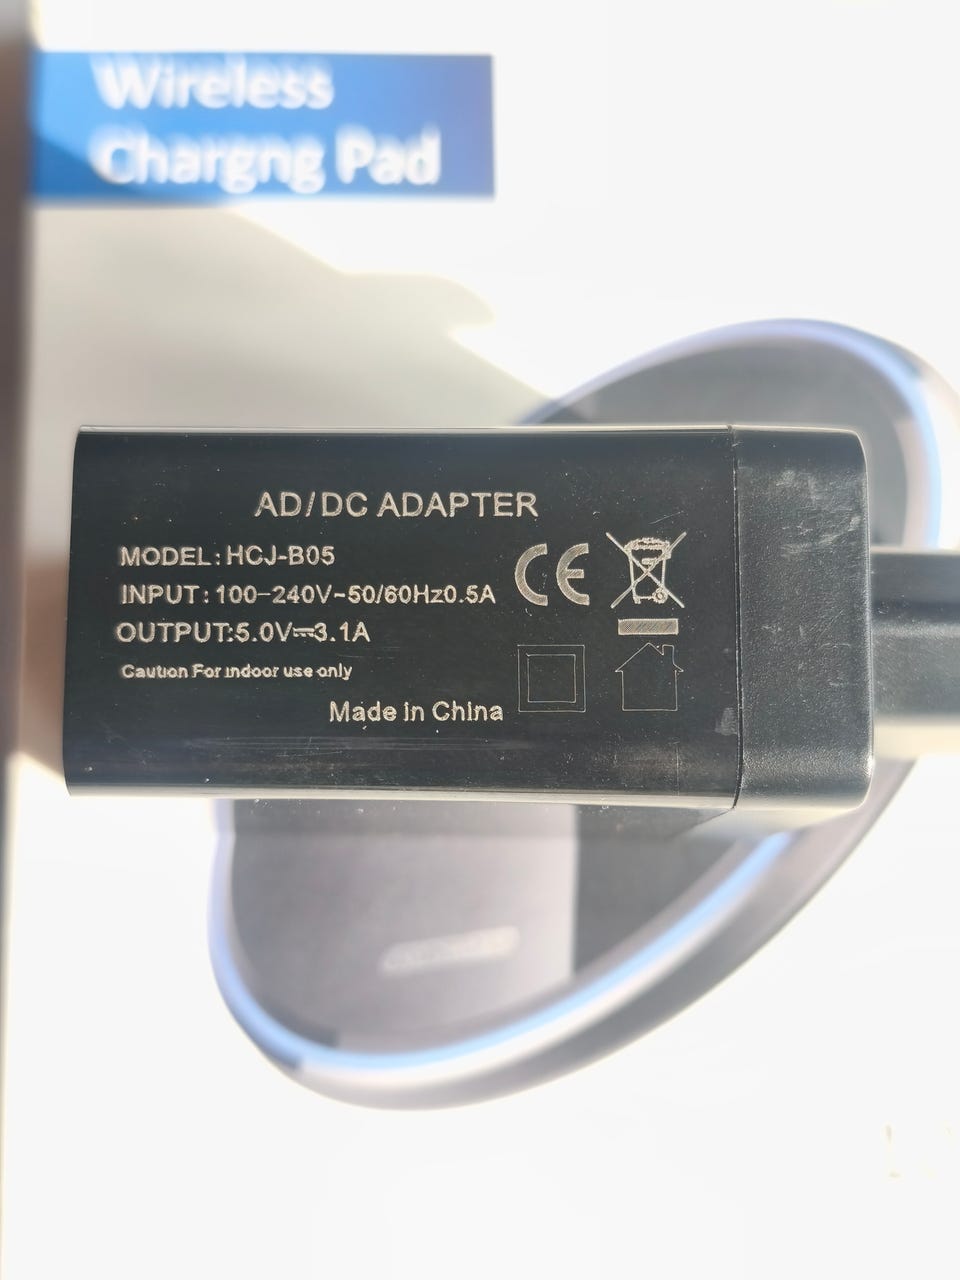 Wireless
Chargng Pad
AD/DC ADAPTER
MODEL:HCJ-B05
INPUT:100-240V~50/60Hz0.5A
OUTPUT:5.0V⎓3.1A
Caution For indoor use only
Made in China
CE